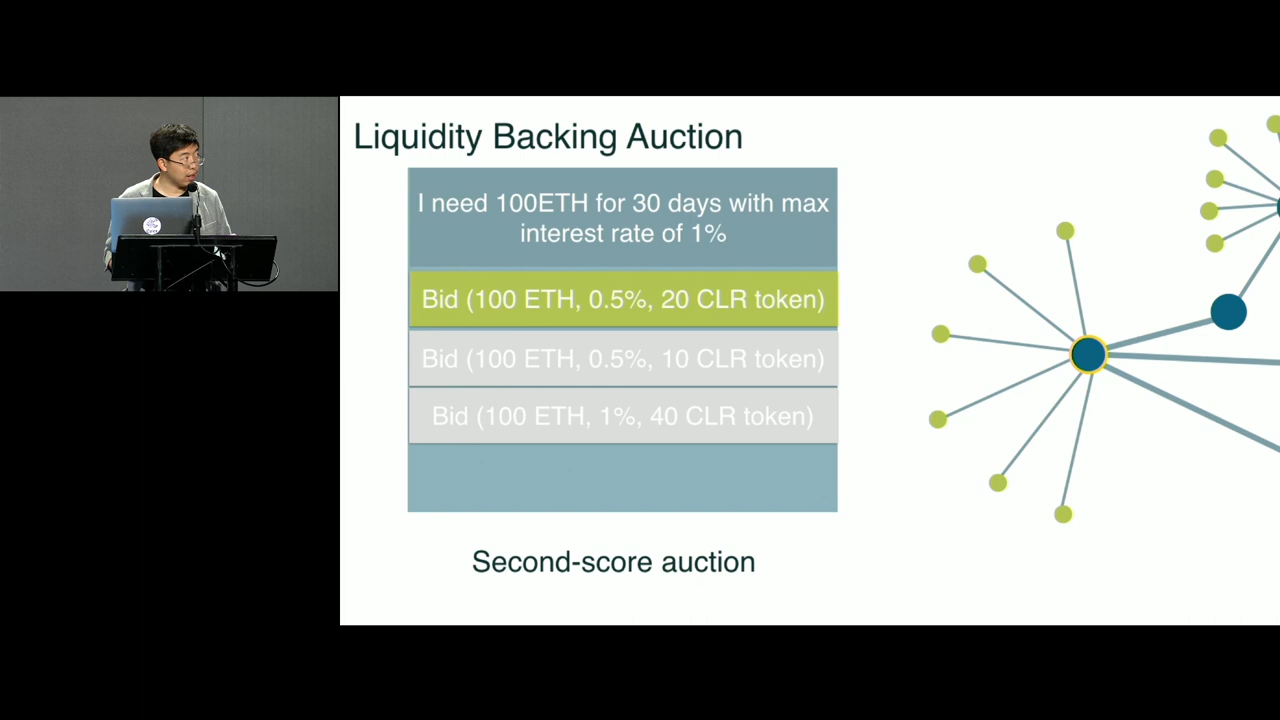 Liquidity Backing Auction
I need 100ETH for 30 days with max
interest rate of 1%
Bid (100 ETH, 0.5%, 20 CLR token)
Bid (100 ETH, 0.5%, 10 CLR token)
Bid (100 ETH, 1%, 40 CLR token)
Second-score auction